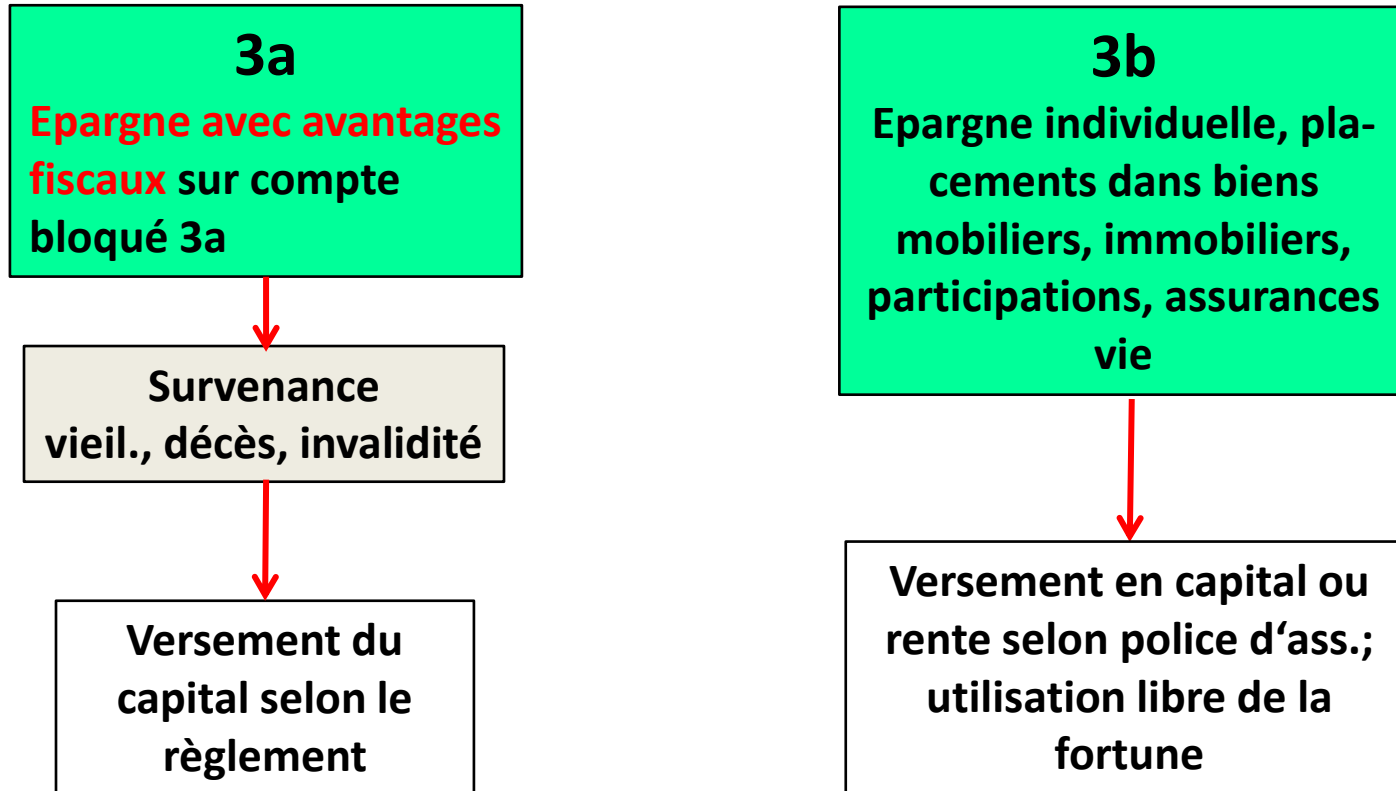 3a
Epargne avec avantages
fiscaux sur compte
bloqué 3a
Survenance
vieil., décès, invalidité
Versement du
capital selon le
règlement
3b
Epargne individuelle, pla-
cements dans biens
mobiliers, immobiliers,
participations, assurances
vie
Versement en capital ou
rente selon police d‘ass.;
utilisation libre de la
fortune